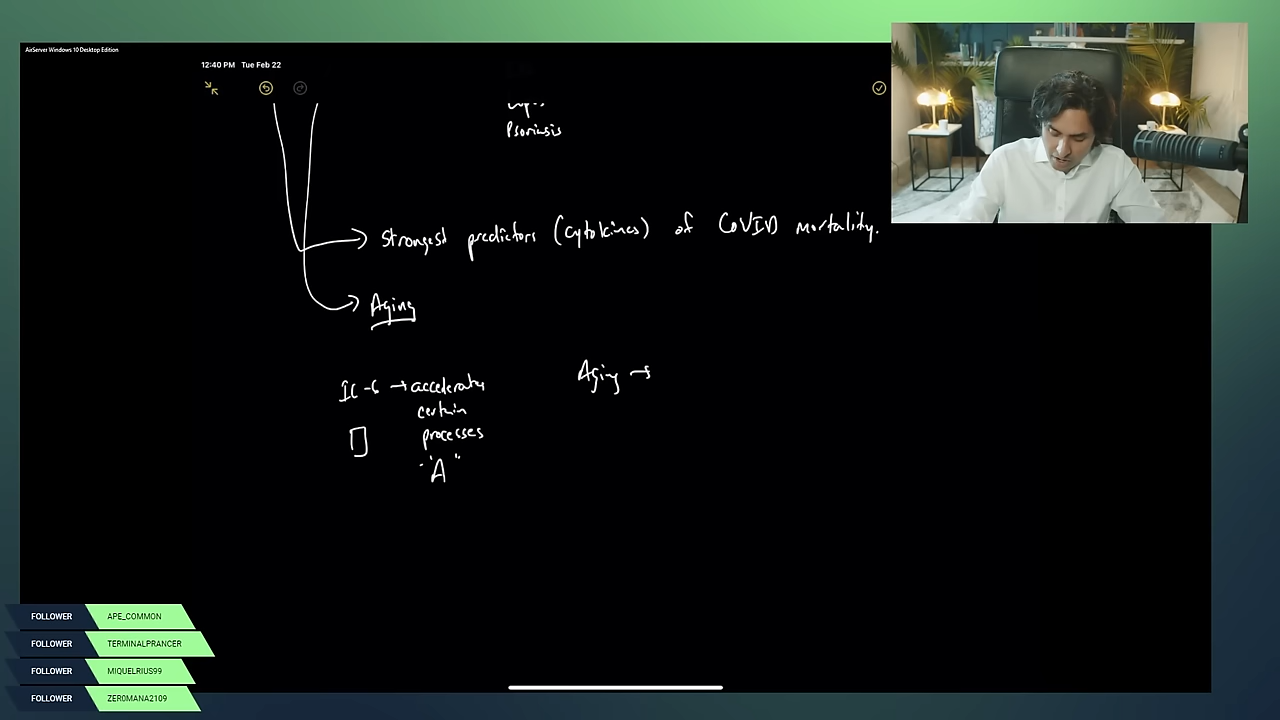 AirServer Windows 10 Desktop Edition
12:40 PM Tue Feb 22
Psoriasis
→ Strongest predictors (cytokines) of COVID mortality.
→ Aging
IL-6 → accelerates
certain
processes
"A"
Aging →
FOLLOWER APE_COMMON
FOLLOWER TERMINALPRANCER
FOLLOWER MIQUELRIUS99
FOLLOWER ZER0MANA2109